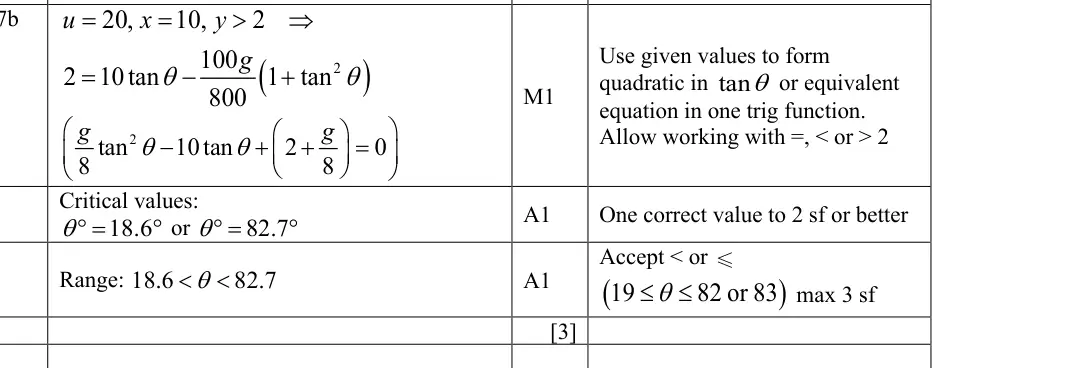 7b
u = 20, x = 10, y > 2 ⇒
2 = 10 tan θ − 100g/800 (1 + tan² θ)
(g/8 tan² θ − 10 tan θ + (2 + g/8) = 0)
M1
Use given values to form
quadratic in tan θ or equivalent
equation in one trig function.
Allow working with =, < or > 2
Critical values:
θ° = 18.6° or θ° = 82.7°
A1
One correct value to 2 sf or better
Range: 18.6 < θ < 82.7
A1
Accept < or ⩽
(19 ≤ θ ≤ 82 or 83) max 3 sf
[3]